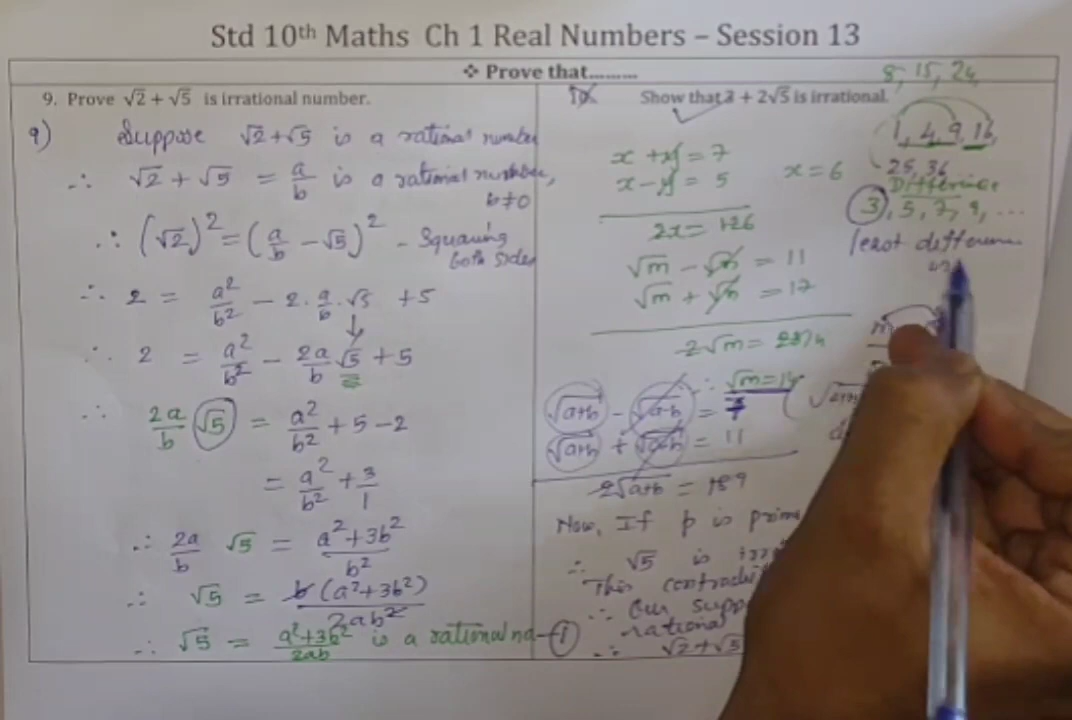 Std 10th Maths Ch 1 Real Numbers – Session 13
❖ Prove that.........
9. Prove √2 + √5 is irrational number.
9) Suppose √2+√5 is a rational number
∴ √2 + √5 = a/b is a rational number,
b≠0
∴ (√2)² = (a/b − √5)² – Squaring
both sides
∴ 2 = a²/b² − 2·a/b·√5 + 5
∴ 2 = a²/b² − 2a/b √5 + 5
∴ 2a/b √5 = a²/b² + 5 − 2
= a²/b² + 3/1
∴ 2a/b √5 = a²+3b²/b²
∴ √5 = b(a²+3b²)/2ab²
∴ √5 = a²+3b²/2ab is a rational no – ①
Show that 3 + 2√5 is irrational.
8, 15, 24,
1, 4, 9, 16,
25, 36
Difference
3, 5, 7, 9, ...
least
x + y = 7
x − y = 5
x = 6
2x = 12
√m − √n = 11
√m + √n = 17
2√m = 28
∴ √m = 14
√a+b − √a-b = 7
√a+b + √a-b = 11
2√a+b = 18 9
Now, If p is prime
∴ √5 is
This
∴ Our
rational
∴ √2+√5